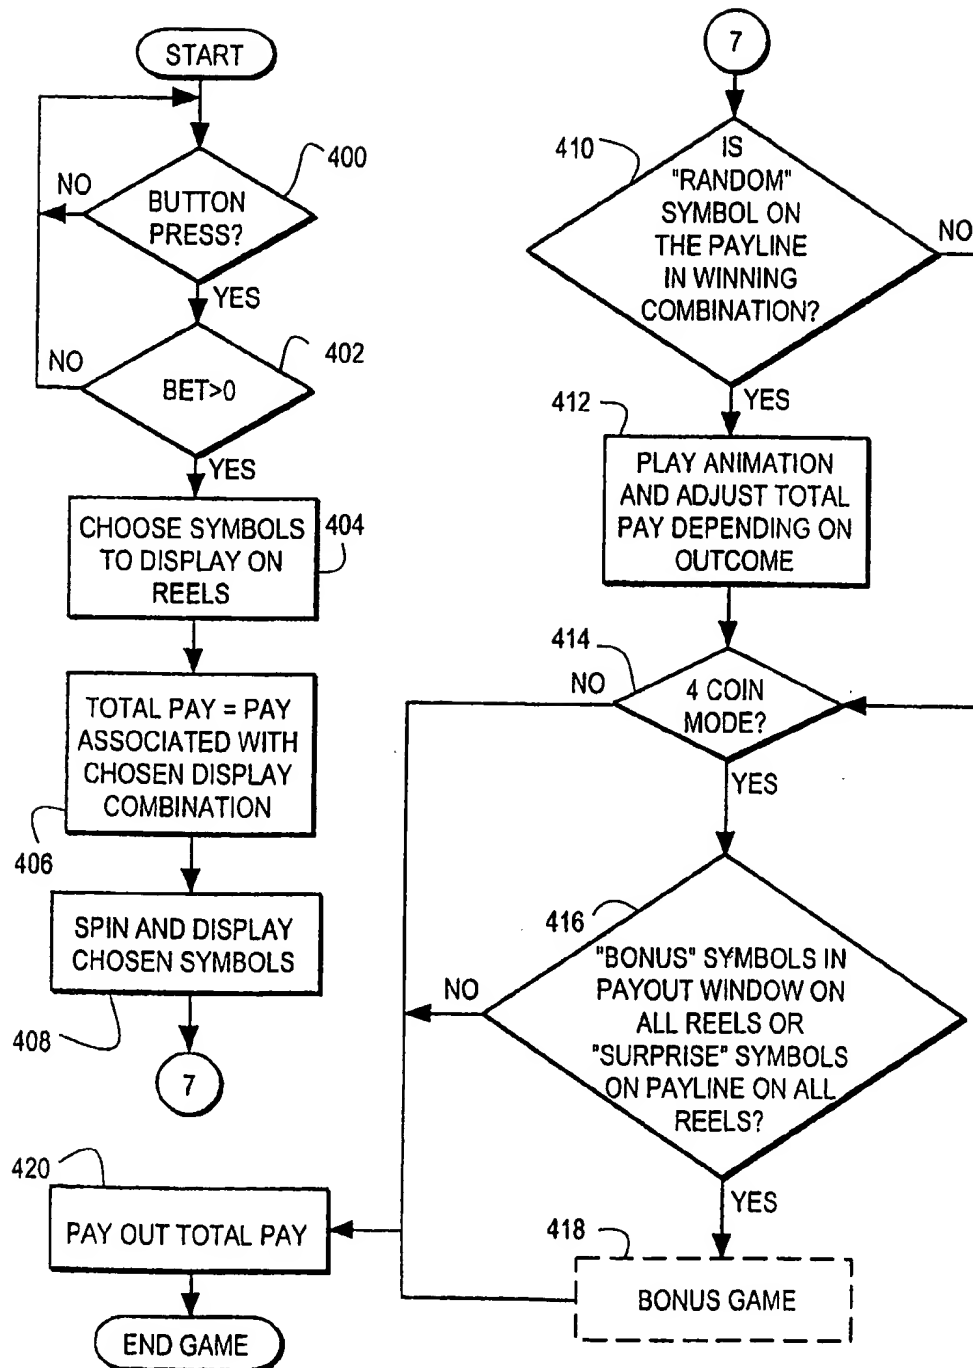 START
400
NO
BUTTON
PRESS?
YES
402
NO
BET>0
YES
CHOOSE SYMBOLS
TO DISPLAY ON
REELS
404
TOTAL PAY = PAY
ASSOCIATED WITH
CHOSEN DISPLAY
COMBINATION
406
SPIN AND DISPLAY
CHOSEN SYMBOLS
408
7
420
PAY OUT TOTAL PAY
END GAME
7
410
IS
"RANDOM"
SYMBOL ON
THE PAYLINE
IN WINNING
COMBINATION?
NO
YES
412
PLAY ANIMATION
AND ADJUST TOTAL
PAY DEPENDING ON
OUTCOME
414
NO
4 COIN
MODE?
YES
416
NO
"BONUS" SYMBOLS IN
PAYOUT WINDOW ON
ALL REELS OR
"SURPRISE" SYMBOLS
ON PAYLINE ON ALL
REELS?
YES
418
BONUS GAME